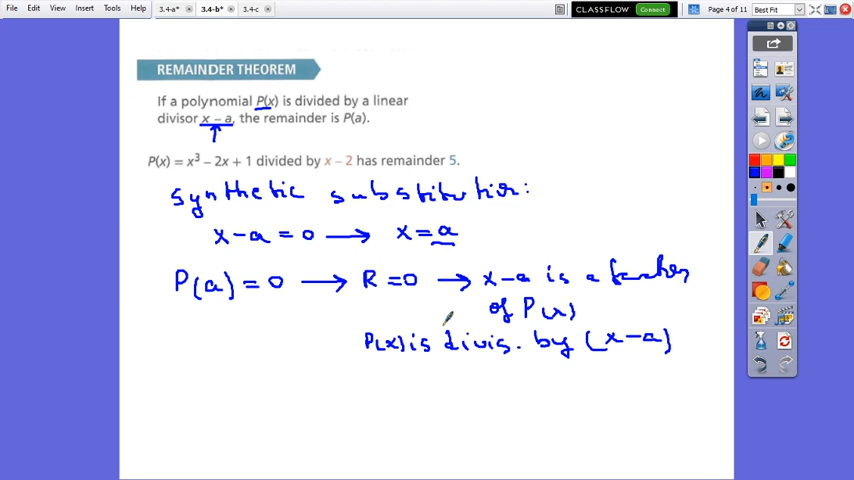 File Edit View Insert Tools Help 3.4-a* 3.4-b* 3.4-c CLASSFLOW Connect Page 4 of 11 Best Fit
REMAINDER THEOREM
If a polynomial P(x) is divided by a linear
divisor x – a, the remainder is P(a).
P(x) = x³ – 2x + 1 divided by x – 2 has remainder 5.
Synthetic substitution:
x-a=0 → x=a
P(a)=0 → R=0 → x-a is a factor
of P(x)
P(x) is divis. by (x-a)